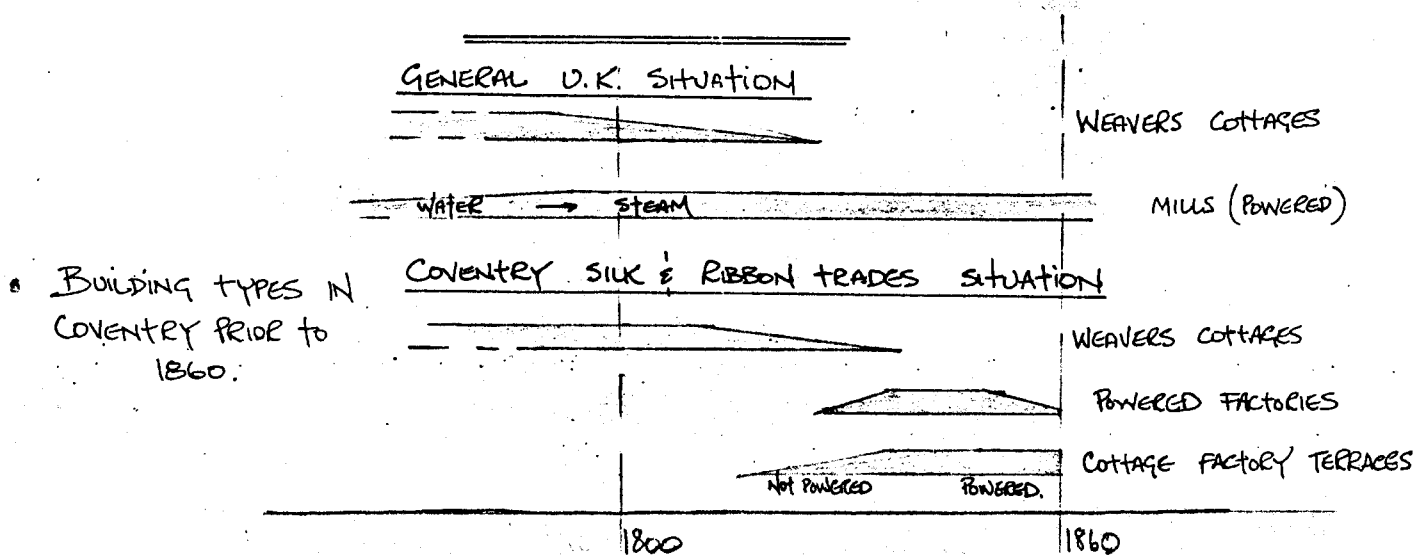 GENERAL U.K. SITUATION
WEAVERS COTTAGES
WATER → STEAM
MILLS (POWERED)
• BUILDING TYPES IN
COVENTRY PRIOR TO
1860.
COVENTRY SILK & RIBBON TRADES SITUATION
WEAVERS COTTAGES
POWERED FACTORIES
COTTAGE FACTORY TERRACES
NOT POWERED POWERED.
1800 1860